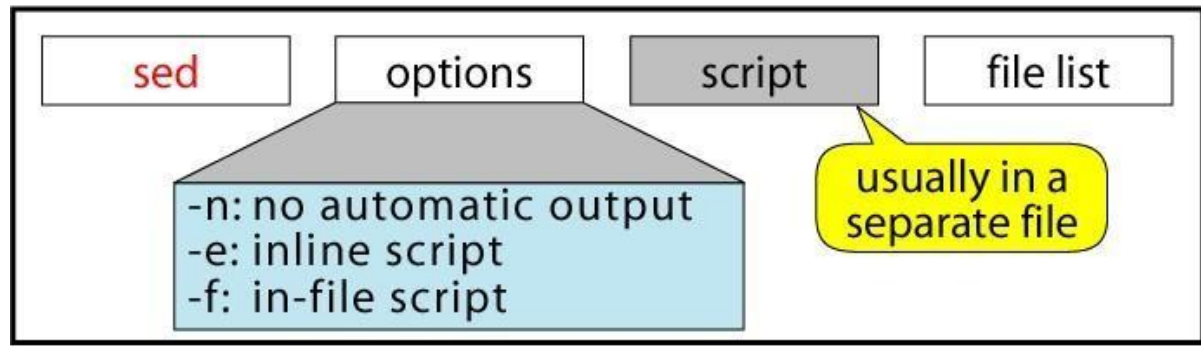 sed options script file list
usually in a
separate file
-n: no automatic output
-e: inline script
-f: in-file script